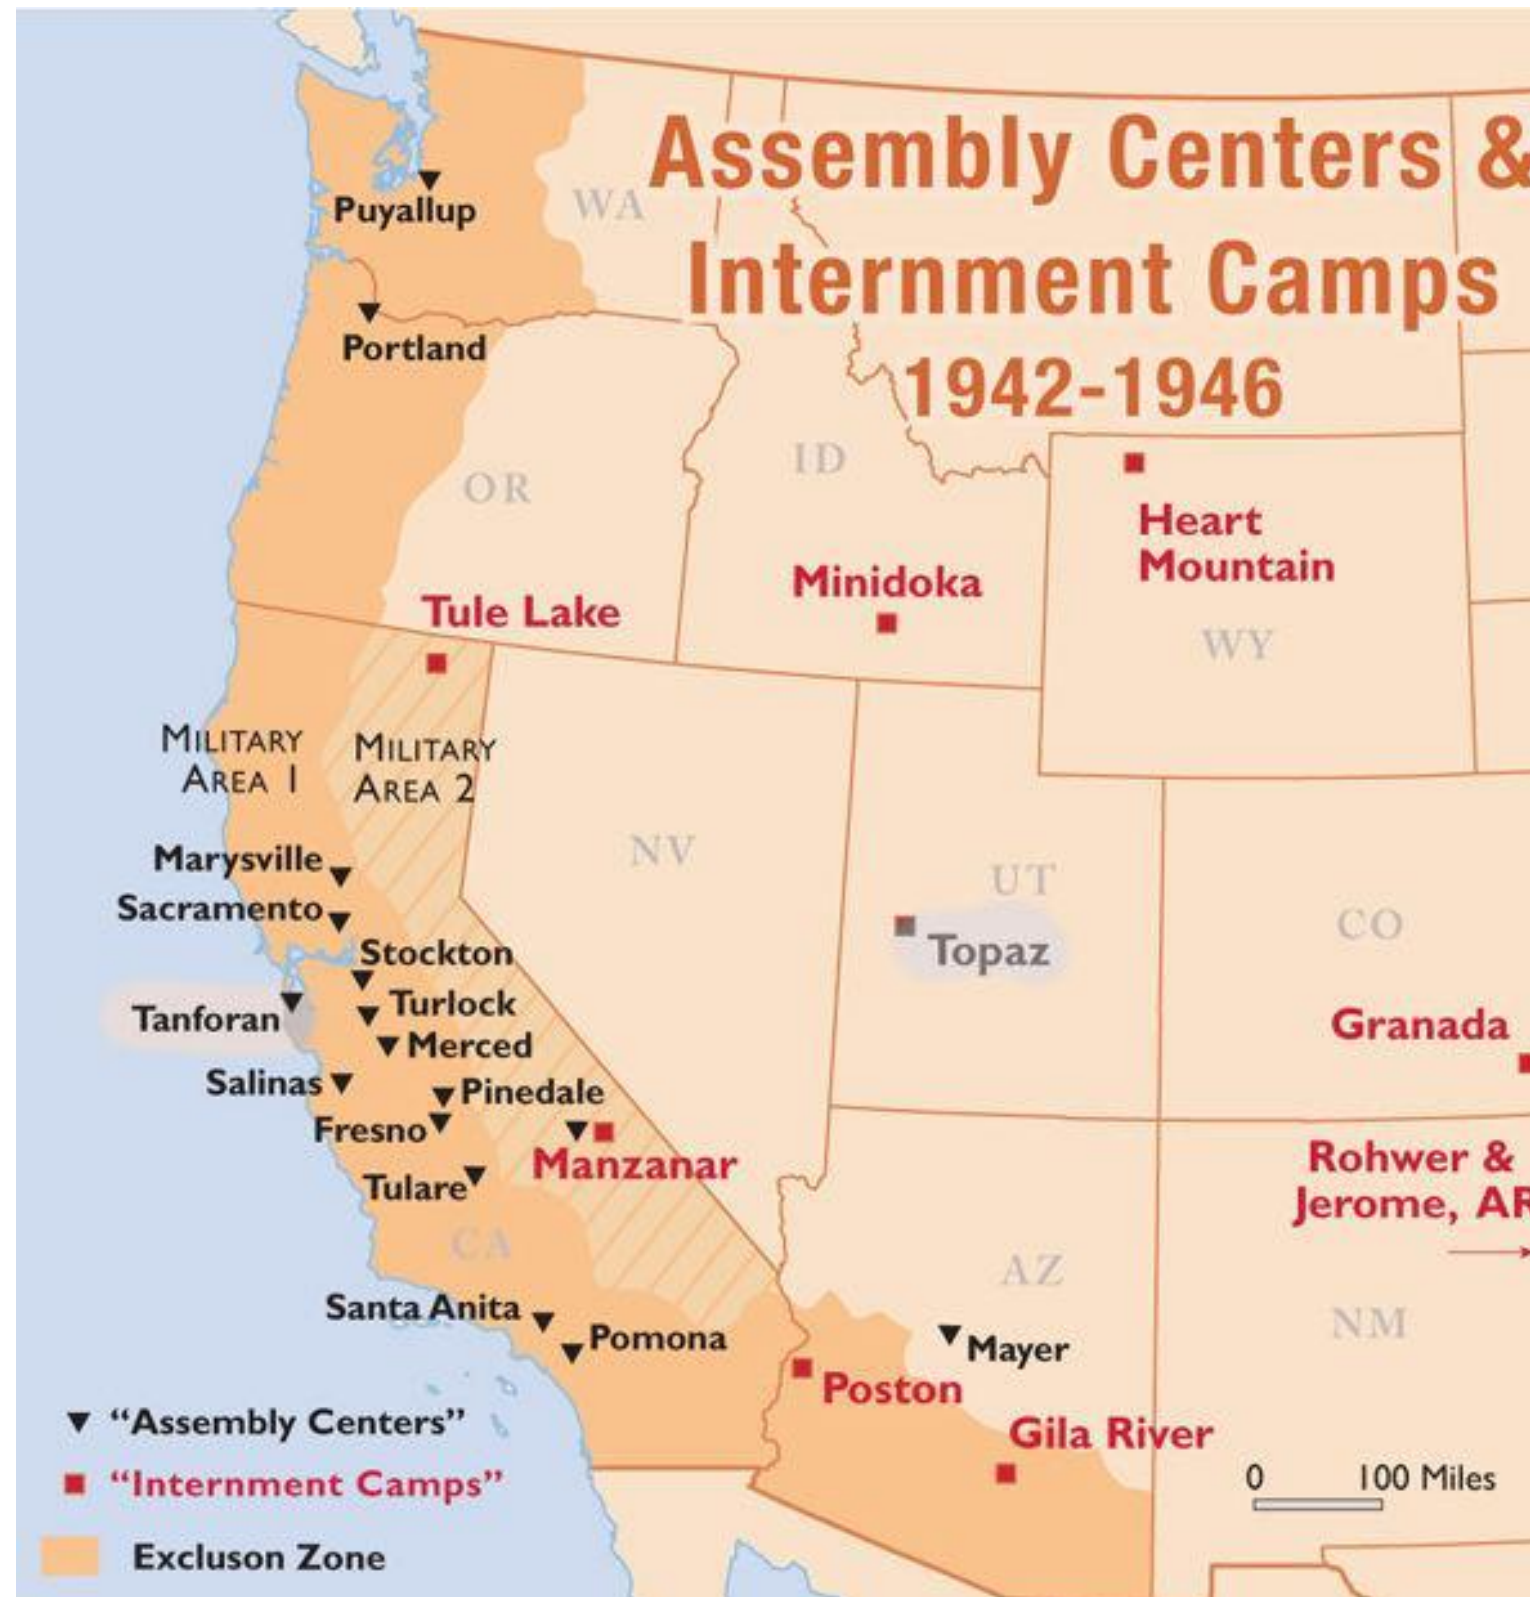 Assembly Centers &
Internment Camps
1942-1946
Puyallup
WA
Portland
OR
ID
Heart
Mountain
Minidoka
Tule Lake
WY
MILITARY
AREA 1
MILITARY
AREA 2
NV
UT
CO
Marysville
Sacramento
Stockton
Topaz
Tanforan
Turlock
Merced
Granada
Salinas
Pinedale
Fresno
Manzanar
Rohwer &
Jerome, AR
Tulare
CA
AZ
NM
Santa Anita
Pomona
Mayer
Poston
Gila River
"Assembly Centers"
"Internment Camps"
Excluson Zone
0 100 Miles